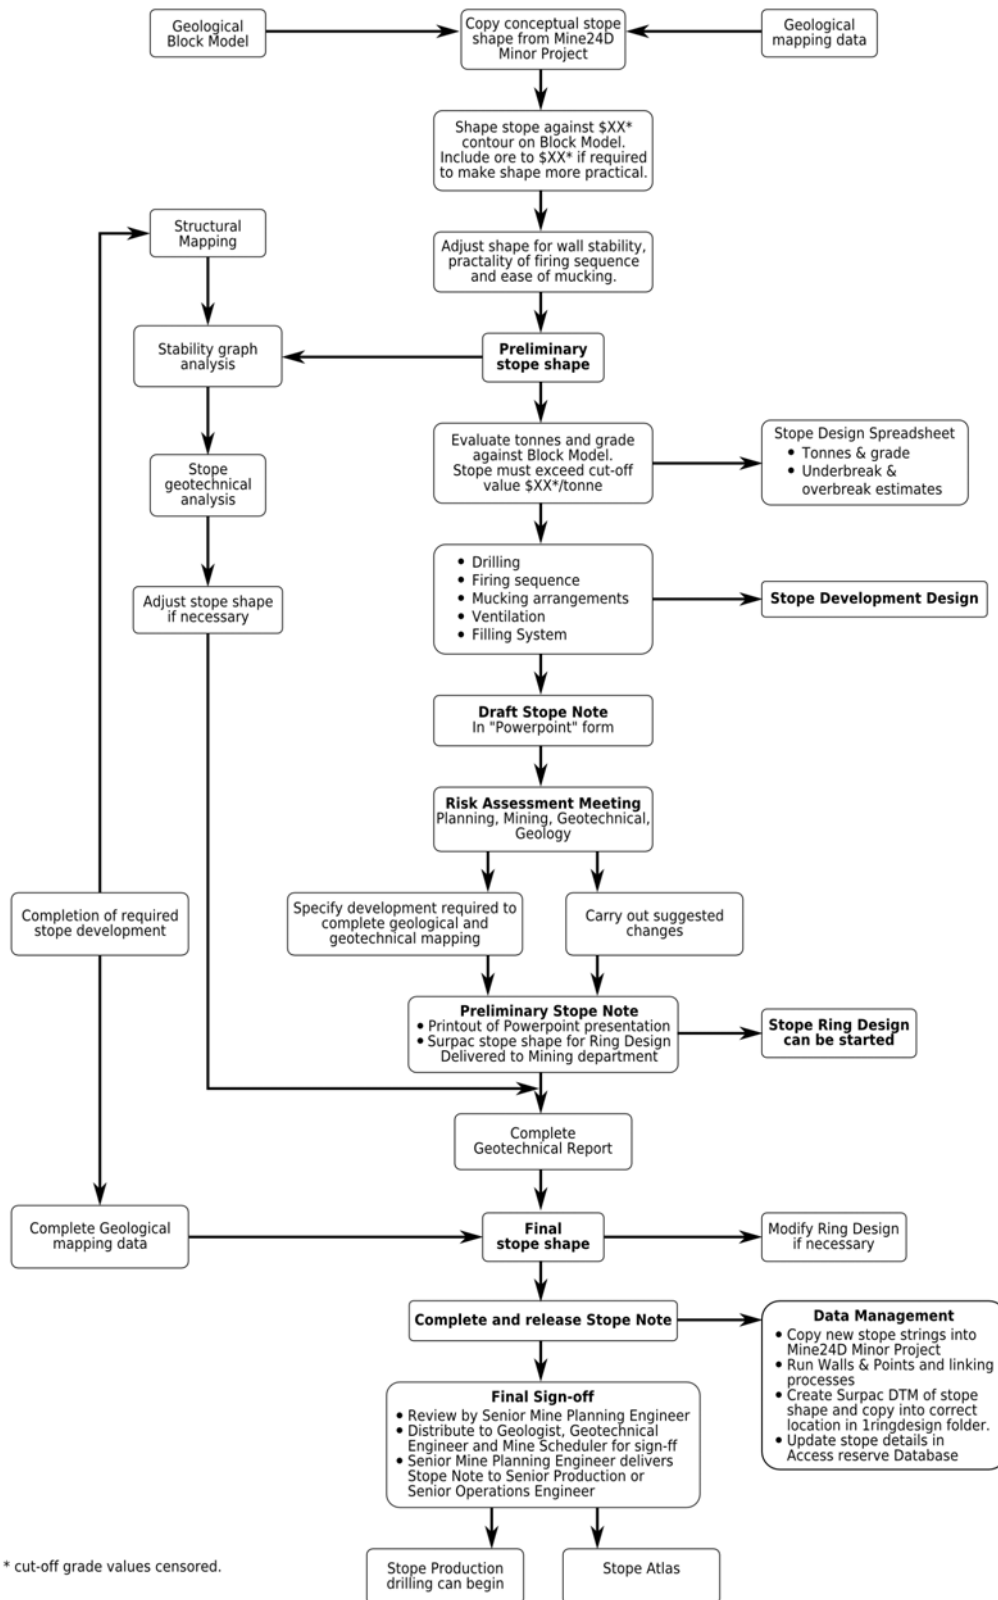 Geological
Block Model
Copy conceptual stope
shape from Mine24D
Minor Project
Geological
mapping data
Shape stope against $XX*
contour on Block Model.
Include ore to $XX* if required
to make shape more practical.
Structural
Mapping
Adjust shape for wall stability,
practality of firing sequence
and ease of mucking.
Stability graph
analysis
Preliminary
stope shape
Evaluate tonnes and grade
against Block Model.
Stope must exceed cut-off
value $XX*/tonne
Stope Design Spreadsheet
• Tonnes & grade
• Underbreak &
overbreak estimates
Stope
geotechnical
analysis
• Drilling
• Firing sequence
• Mucking arrangements
• Ventilation
• Filling System
Stope Development Design
Adjust stope shape
if necessary
Draft Stope Note
In "Powerpoint" form
Risk Assessment Meeting
Planning, Mining, Geotechnical,
Geology
Completion of required
stope development
Specify development required to
complete geological and
geotechnical mapping
Carry out suggested
changes
Preliminary Stope Note
• Printout of Powerpoint presentation
• Surpac stope shape for Ring Design
Delivered to Mining department
Stope Ring Design
can be started
Complete
Geotechnical Report
Complete Geological
mapping data
Final
stope shape
Modify Ring Design
if necessary
Complete and release Stope Note
Data Management
• Copy new stope strings into
Mine24D Minor Project
• Run Walls & Points and linking
processes
• Create Surpac DTM of stope
shape and copy into correct
location in 1ringdesign folder.
• Update stope details in
Access reserve Database
Final Sign-off
• Review by Senior Mine Planning Engineer
• Distribute to Geologist, Geotechnical
Engineer and Mine Scheduler for sign-ff
• Senior Mine Planning Engineer delivers
Stope Note to Senior Production or
Senior Operations Engineer
Stope Production
drilling can begin
Stope Atlas
* cut-off grade values censored.